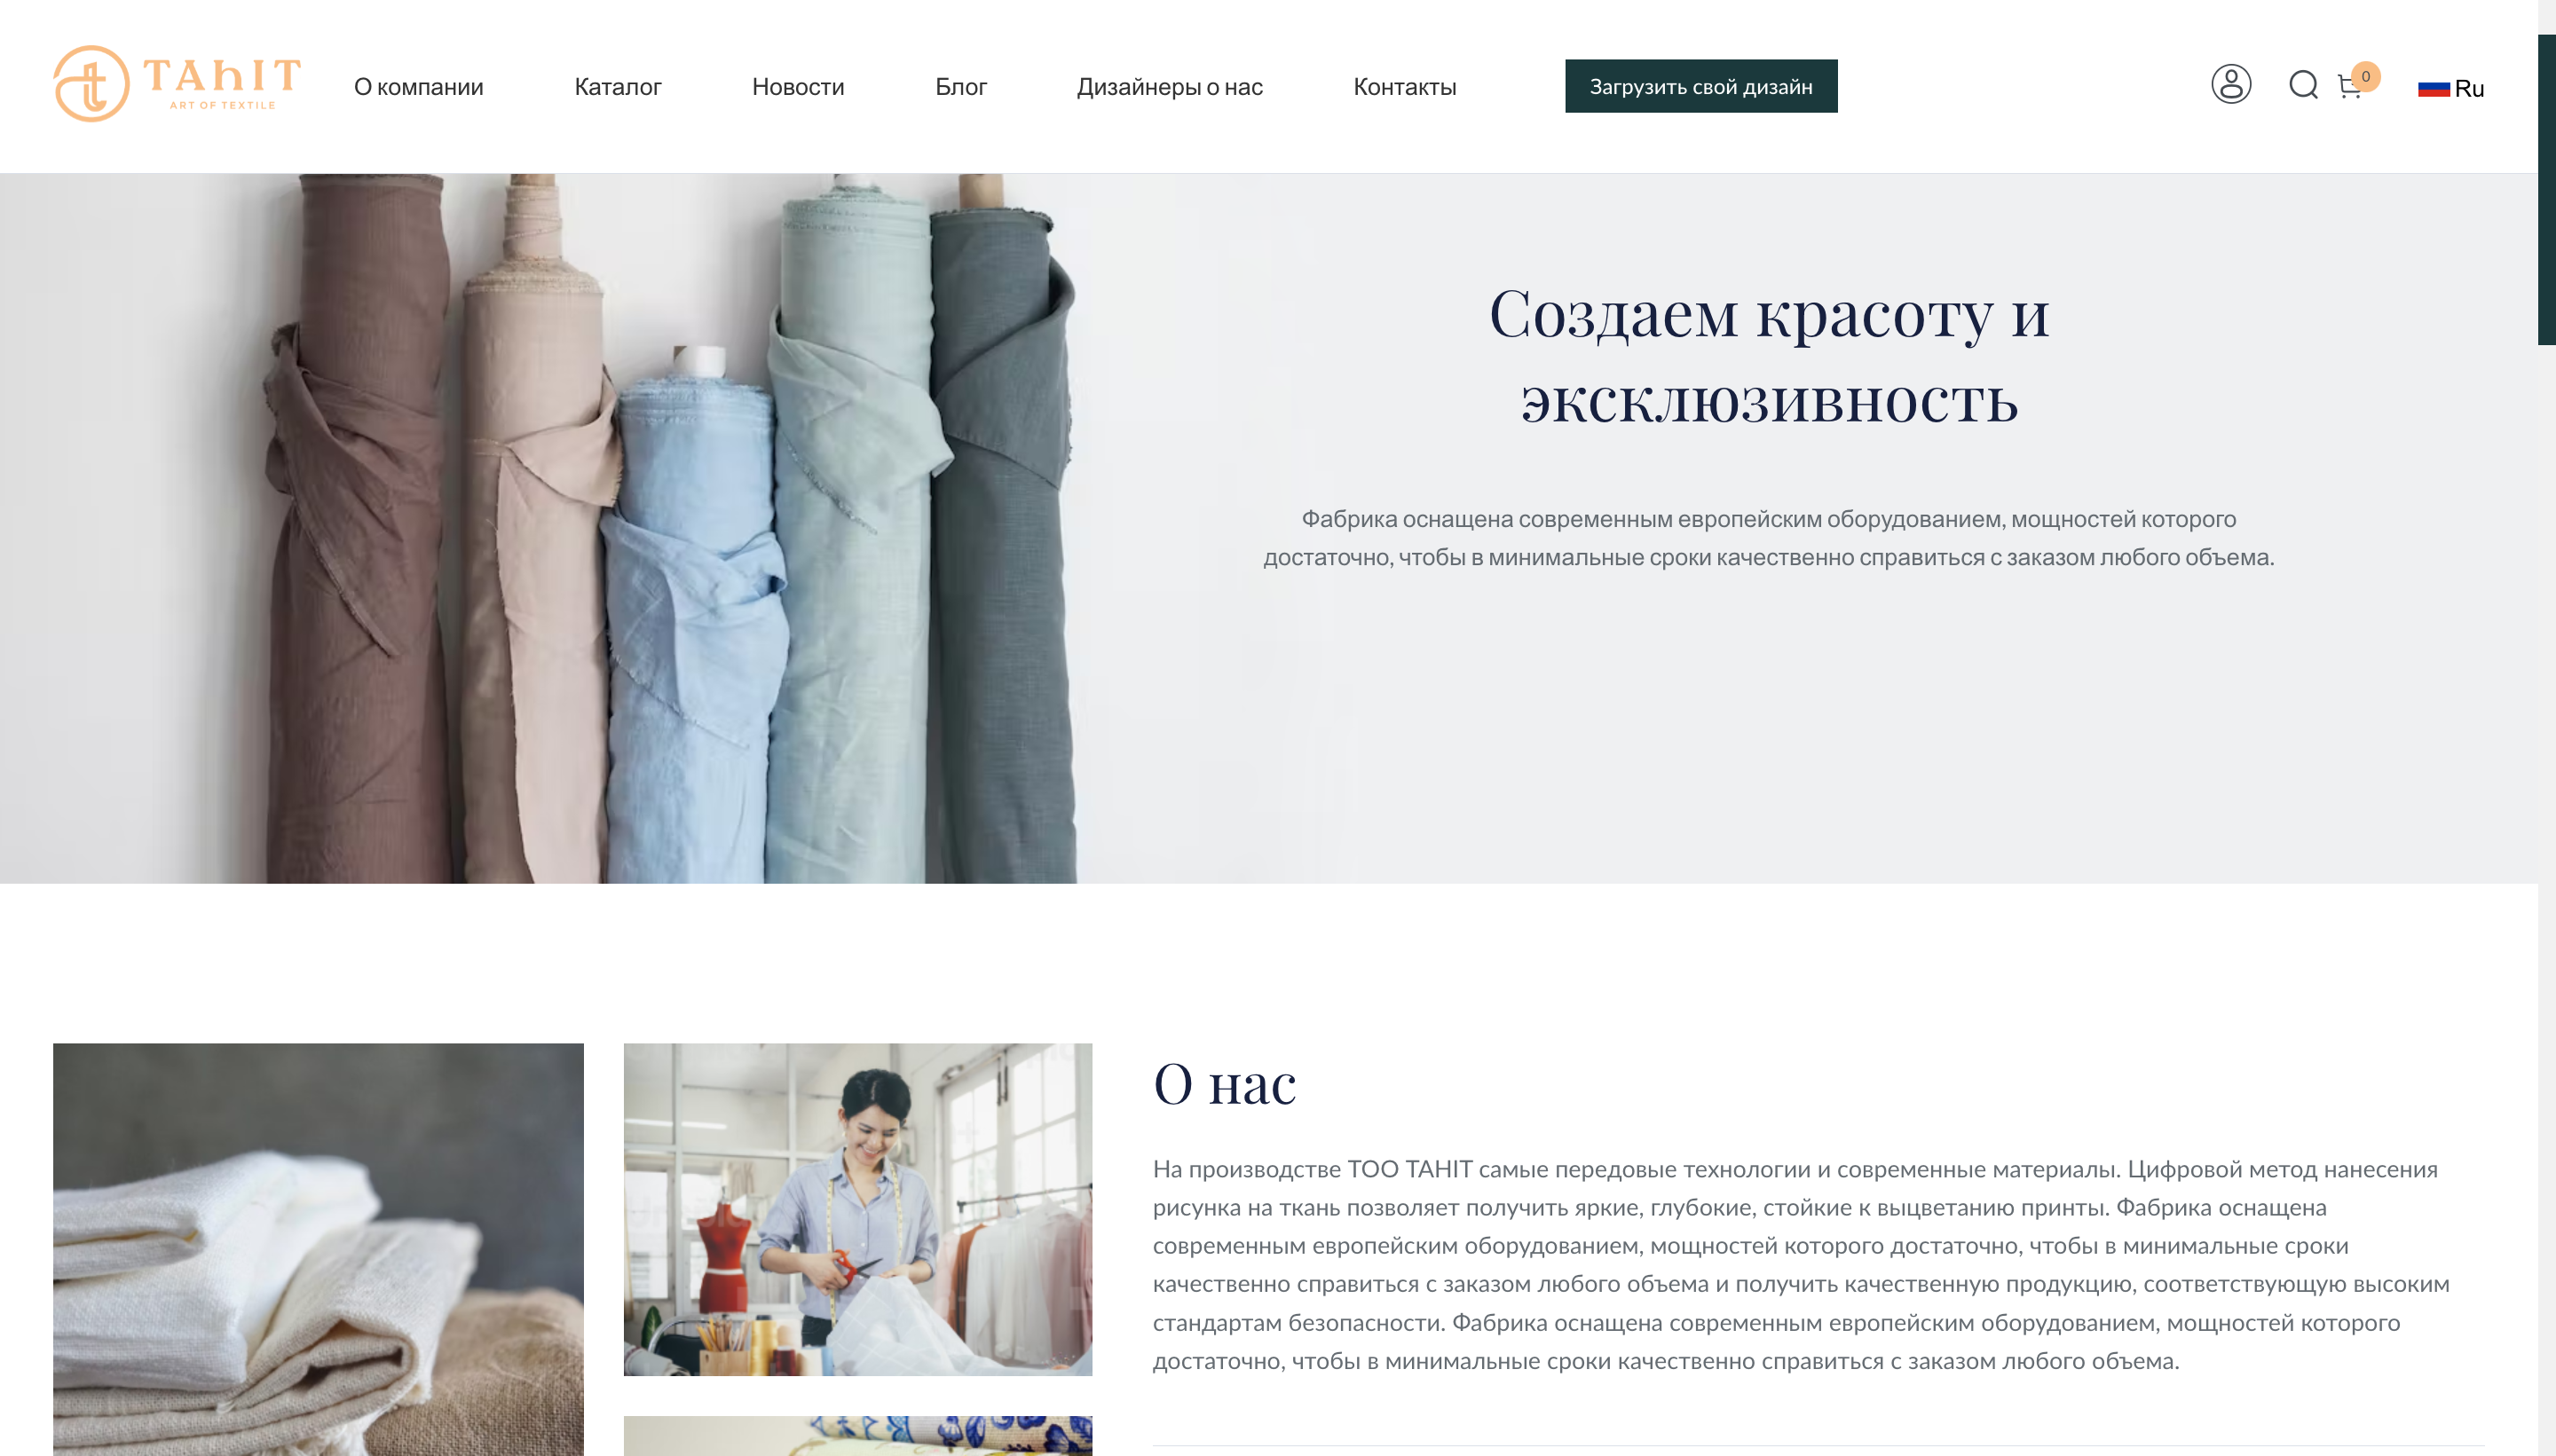 TAHIT
ART OF TEXTILE
О компании
Каталог
Новости
Блог
Дизайнеры о нас
Контакты
Загрузить свой дизайн
0
Ru
Создаем красоту и
эксклюзивность
Фабрика оснащена современным европейским оборудованием, мощностей которого
достаточно, чтобы в минимальные сроки качественно справиться с заказом любого объема.
О нас
На производстве ТОО TAHIT самые передовые технологии и современные материалы. Цифровой метод нанесения
рисунка на ткань позволяет получить яркие, глубокие, стойкие к выцветанию принты. Фабрика оснащена
современным европейским оборудованием, мощностей которого достаточно, чтобы в минимальные сроки
качественно справиться с заказом любого объема и получить качественную продукцию, соответствующую высоким
стандартам безопасности. Фабрика оснащена современным европейским оборудованием, мощностей которого
достаточно, чтобы в минимальные сроки качественно справиться с заказом любого объема.